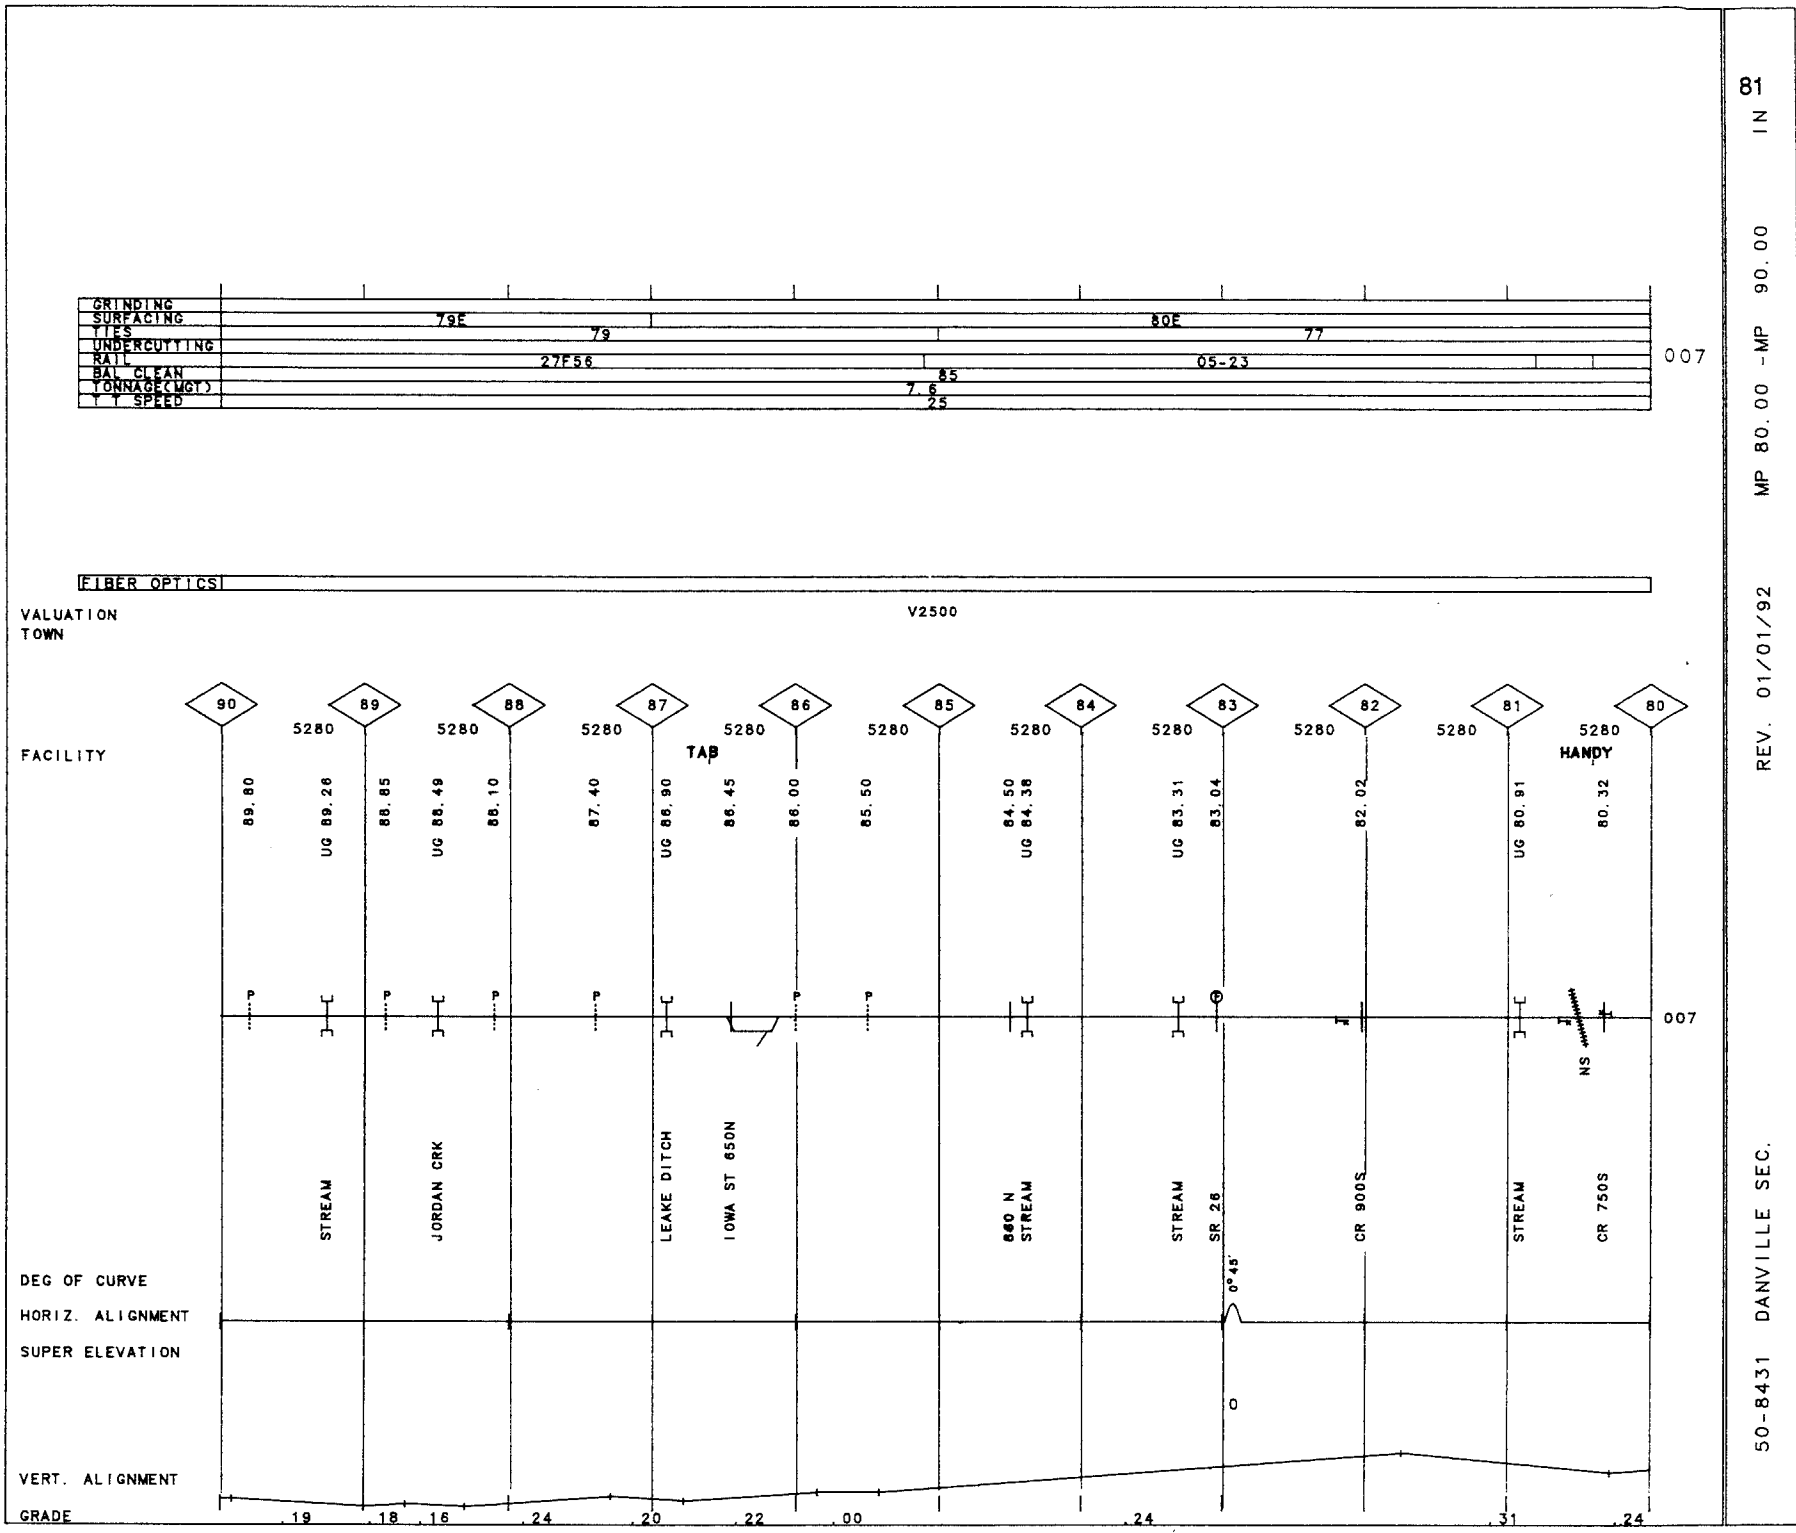 GRINDING
SURFACING 79E 80E
TIES 79 77
UNDERCUTTING
RAIL 27F56 05-23 007
BAL CLEAN 85
TONNAGE(MGT) 7.6
T T SPEED 25
FIBER OPTICS
VALUATION V2500
TOWN
90 89 88 87 86 85 84 83 82 81 80
5280 5280 5280 5280 5280 5280 5280 5280 5280 5280
FACILITY TAB HANDY
89.80
UG 89.26
88.85
UG 88.49
88.10
87.40
UG 86.90
86.45
86.00
85.50
84.50
UG 84.38
UG 83.31
83.04
82.02
UG 80.91
80.32
P P P P P P P
007
NS
STREAM
JORDAN CRK
LEAKE DITCH
IOWA ST 650N
STREAM
STREAM
SR 26
CR 900S
STREAM
CR 750S
DEG OF CURVE 0°45'
HORIZ. ALIGNMENT
SUPER ELEVATION
0
VERT. ALIGNMENT
GRADE .19 .18 .16 .24 .20 .22 .00 .24 .31 .24
81
50-8431 DANVILLE SEC. REV. 01/01/92 MP 80.00 -MP 90.00 IN